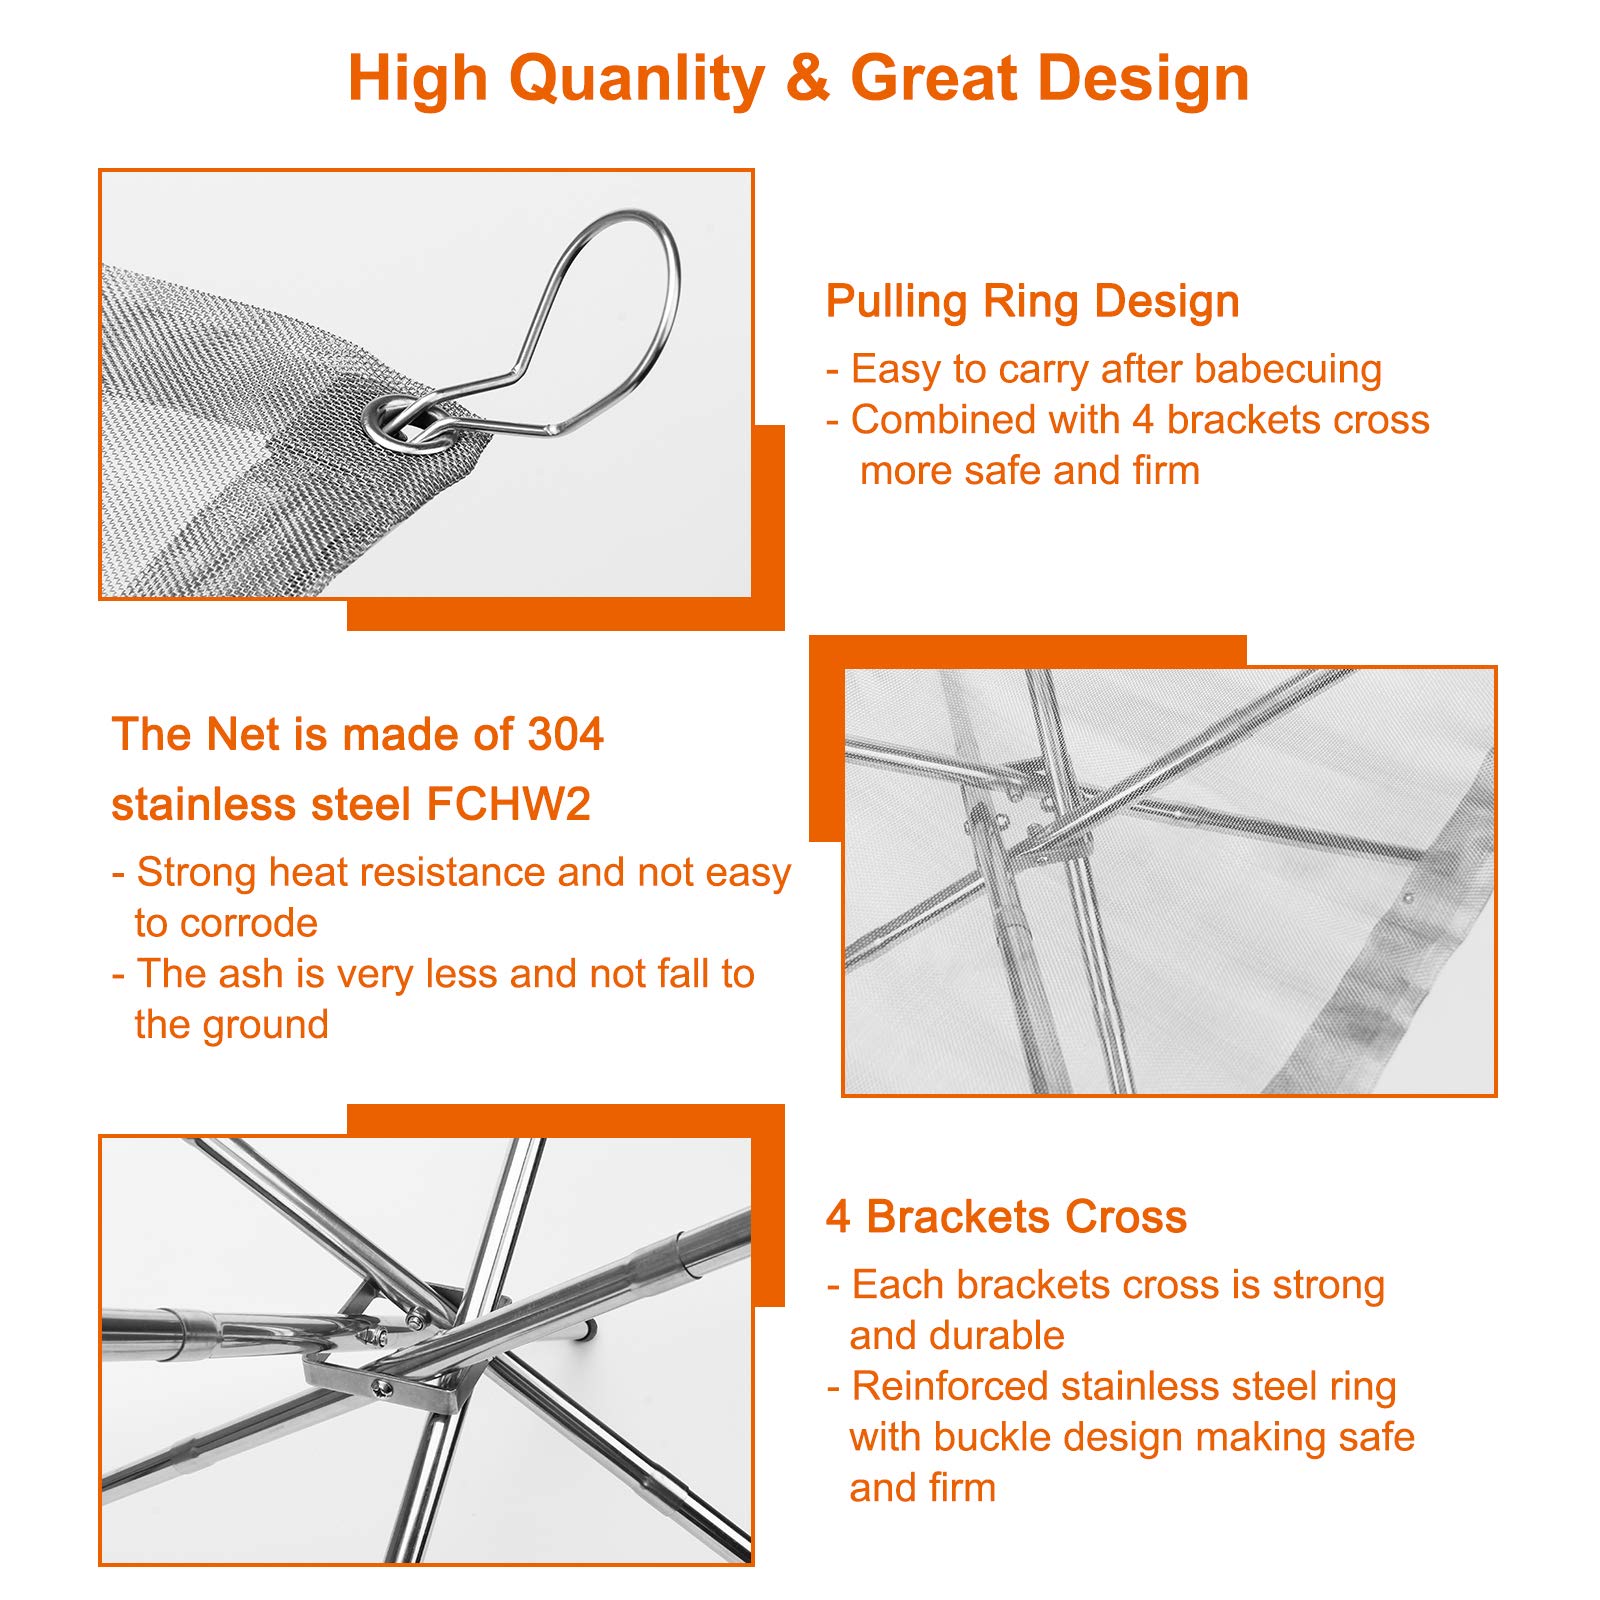 High Quanlity & Great Design
Pulling Ring Design
- Easy to carry after babecuing
- Combined with 4 brackets cross
more safe and firm
The Net is made of 304
stainless steel FCHW2
- Strong heat resistance and not easy
to corrode
- The ash is very less and not fall to
the ground
4 Brackets Cross
- Each brackets cross is strong
and durable
- Reinforced stainless steel ring
with buckle design making safe
and firm